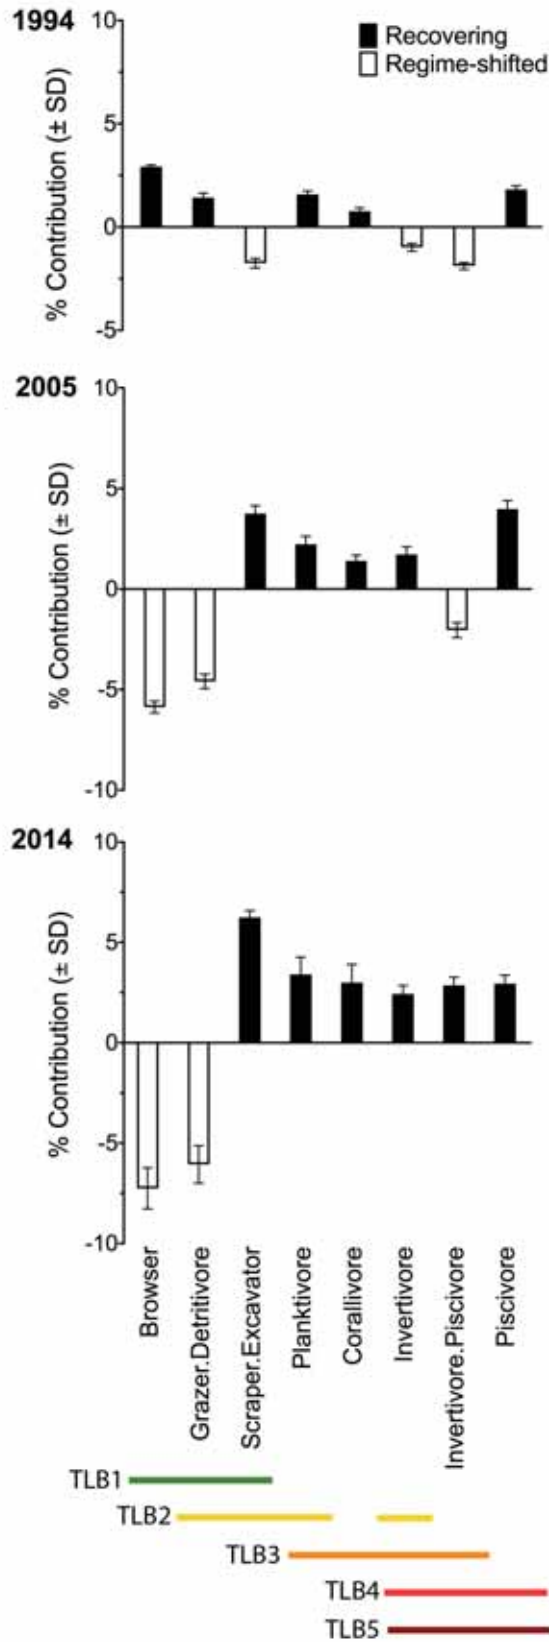 1994
10
Recovering
Regime-shifted
5
0
-5
% Contribution (± SD)
2005
10
5
0
-5
-10
% Contribution (± SD)
2014
10
5
0
-5
-10
% Contribution (± SD)
Browser
Grazer.Detritivore
Scraper.Excavator
Planktivore
Corallivore
Invertivore
Invertivore.Piscivore
Piscivore
TLB1
TLB2
TLB3
TLB4
TLB5